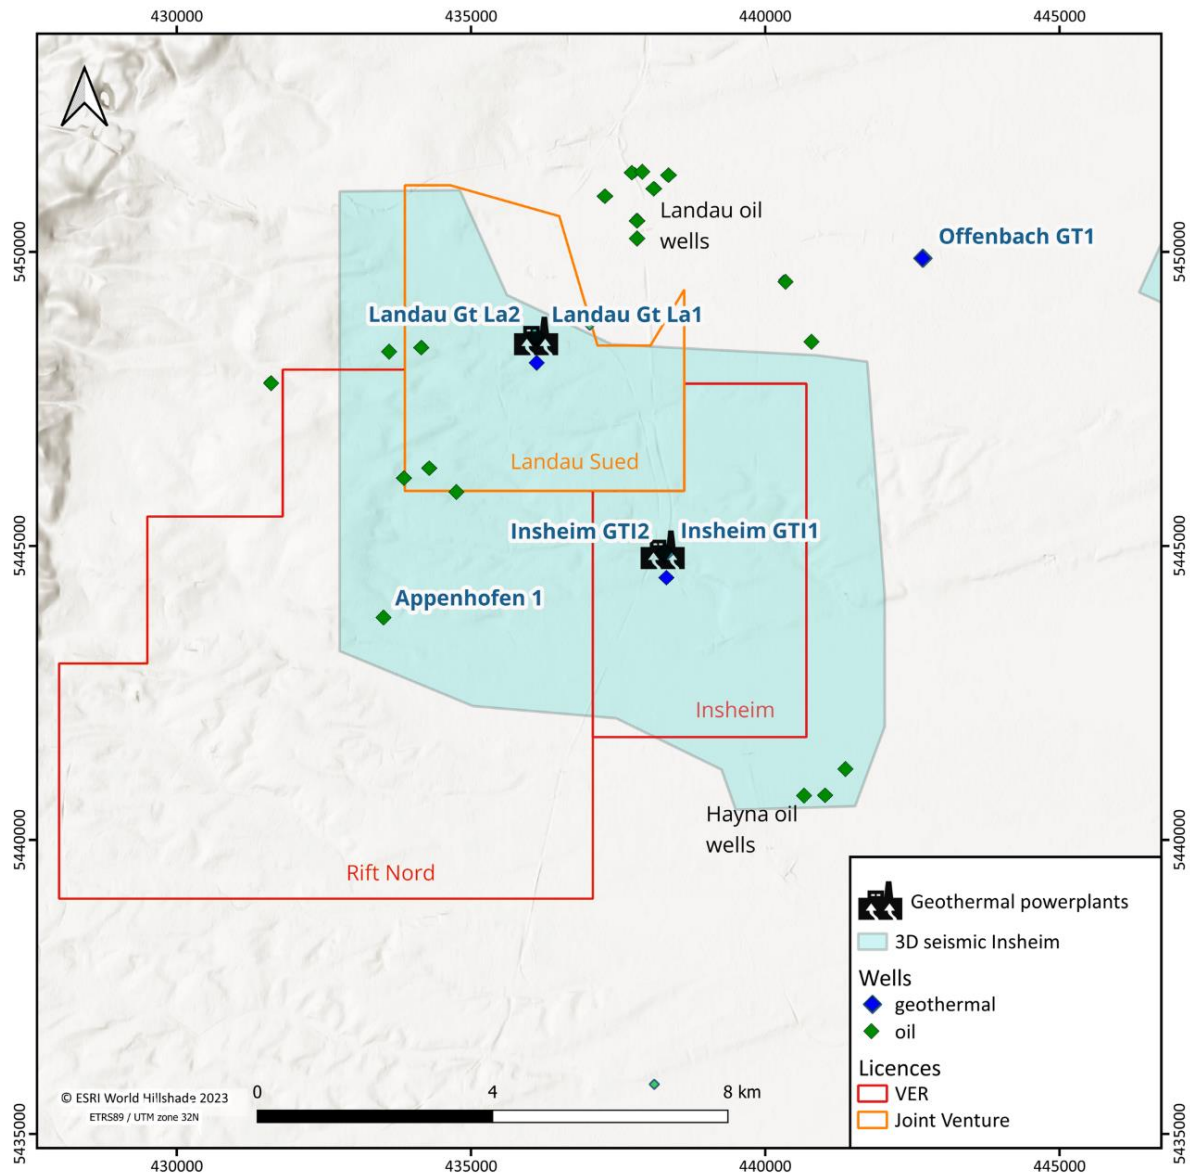 430000
435000
440000
445000
5450000
5450000
Landau oil
wells
Offenbach GT1
Landau Gt La2
Landau Gt La1
Landau Sued
5445000
5445000
Insheim GTI2
Insheim GTI1
Appenhofen 1
Insheim
Hayna oil
wells
5440000
5440000
Rift Nord
Geothermal powerplants
3D seismic Insheim
Wells
geothermal
oil
Licences
VER
Joint Venture
© ESRI World Hillshade 2023
ETRS89 / UTM zone 32N
0
4
8 km
5435000
5435000
430000
435000
440000
445000